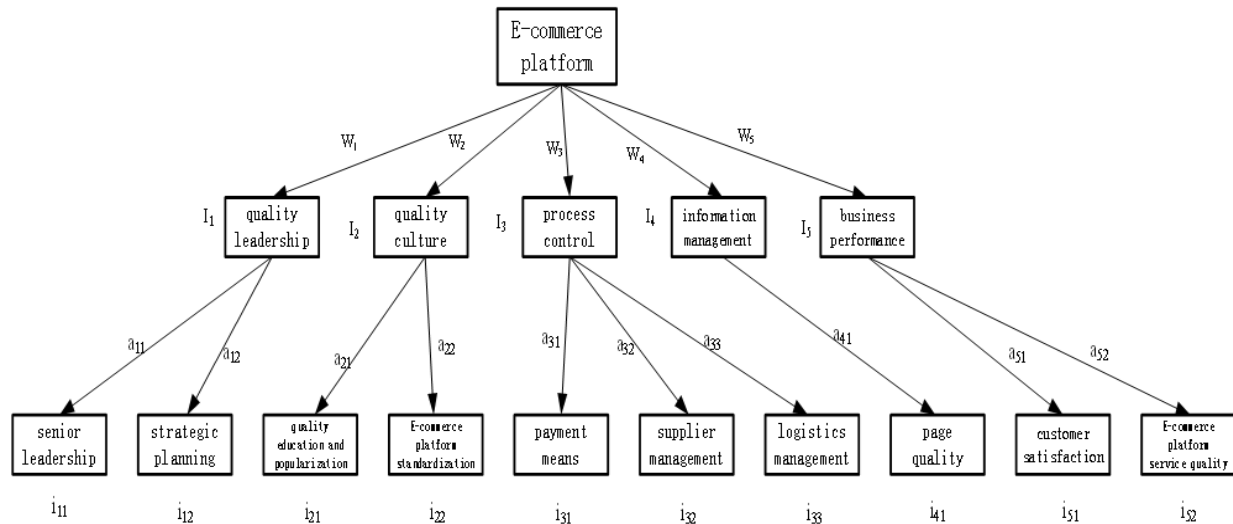 E-commerce
platform
W1
W2
W3
W4
W5
I1
quality
leadership
I2
quality
culture
I3
process
control
I4
information
management
I5
business
performance
a11
a12
a21
a22
a31
a32
a33
a41
a51
a52
senior
leadership
strategic
planning
quality
education and
popularization
E-commerce
platform
standardization
payment
means
supplier
management
logistics
management
page
quality
customer
satisfaction
E-commerce
platform
service quality
i11
i12
i21
i22
i31
i32
i33
i41
i51
i52